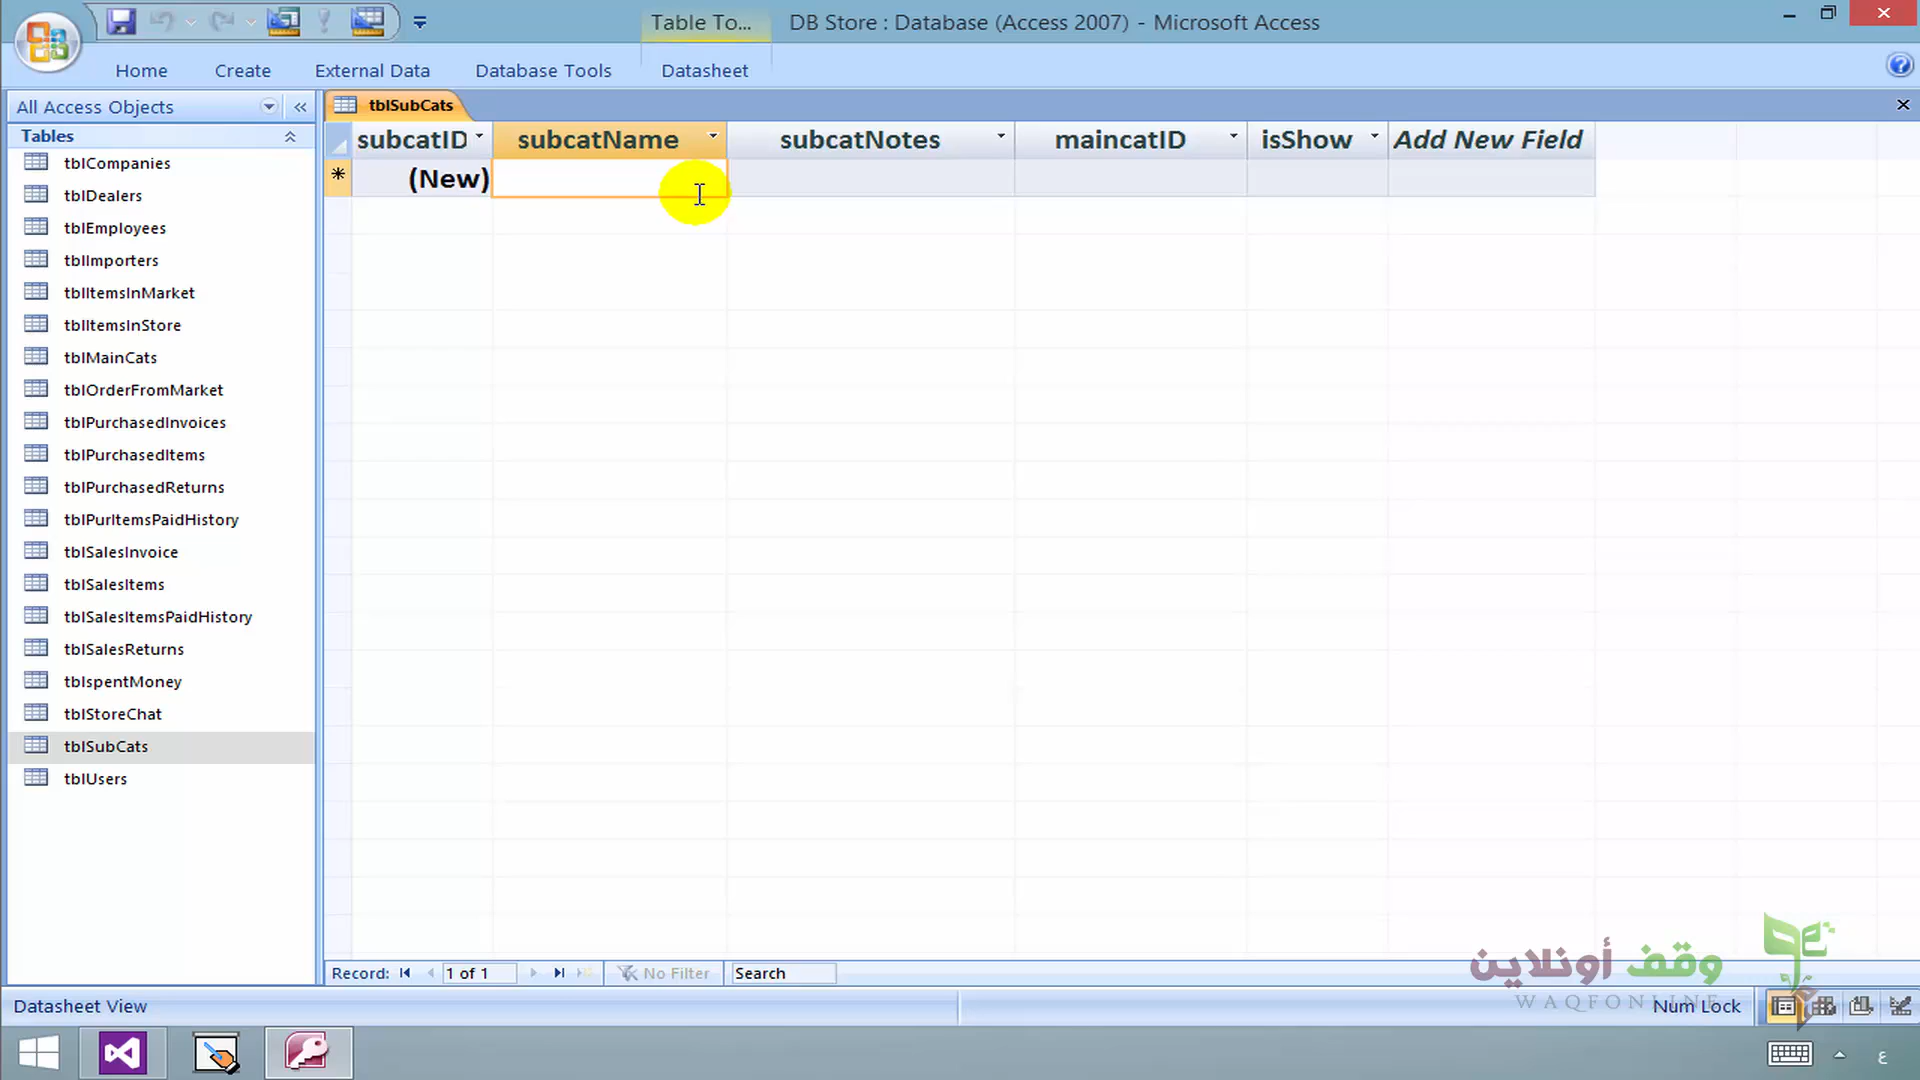 Table To...
DB Store : Database (Access 2007) - Microsoft Access
Home
Create
External Data
Database Tools
Datasheet
All Access Objects
tblSubCats
Tables
subcatID
subcatName
subcatNotes
maincatID
isShow
Add New Field
(New)
tblCompanies
tblDealers
tblEmployees
tblImporters
tblItemsInMarket
tblItemsInStore
tblMainCats
tblOrderFromMarket
tblPurchasedInvoices
tblPurchasedItems
tblPurchasedReturns
tblPurItemsPaidHistory
tblSalesInvoice
tblSalesItems
tblSalesItemsPaidHistory
tblSalesReturns
tblspentMoney
tblStoreChat
tblSubCats
tblUsers
Record:
1 of 1
No Filter
Search
وقف أونلاين
WAQFONLINE
Datasheet View
Num Lock
ع